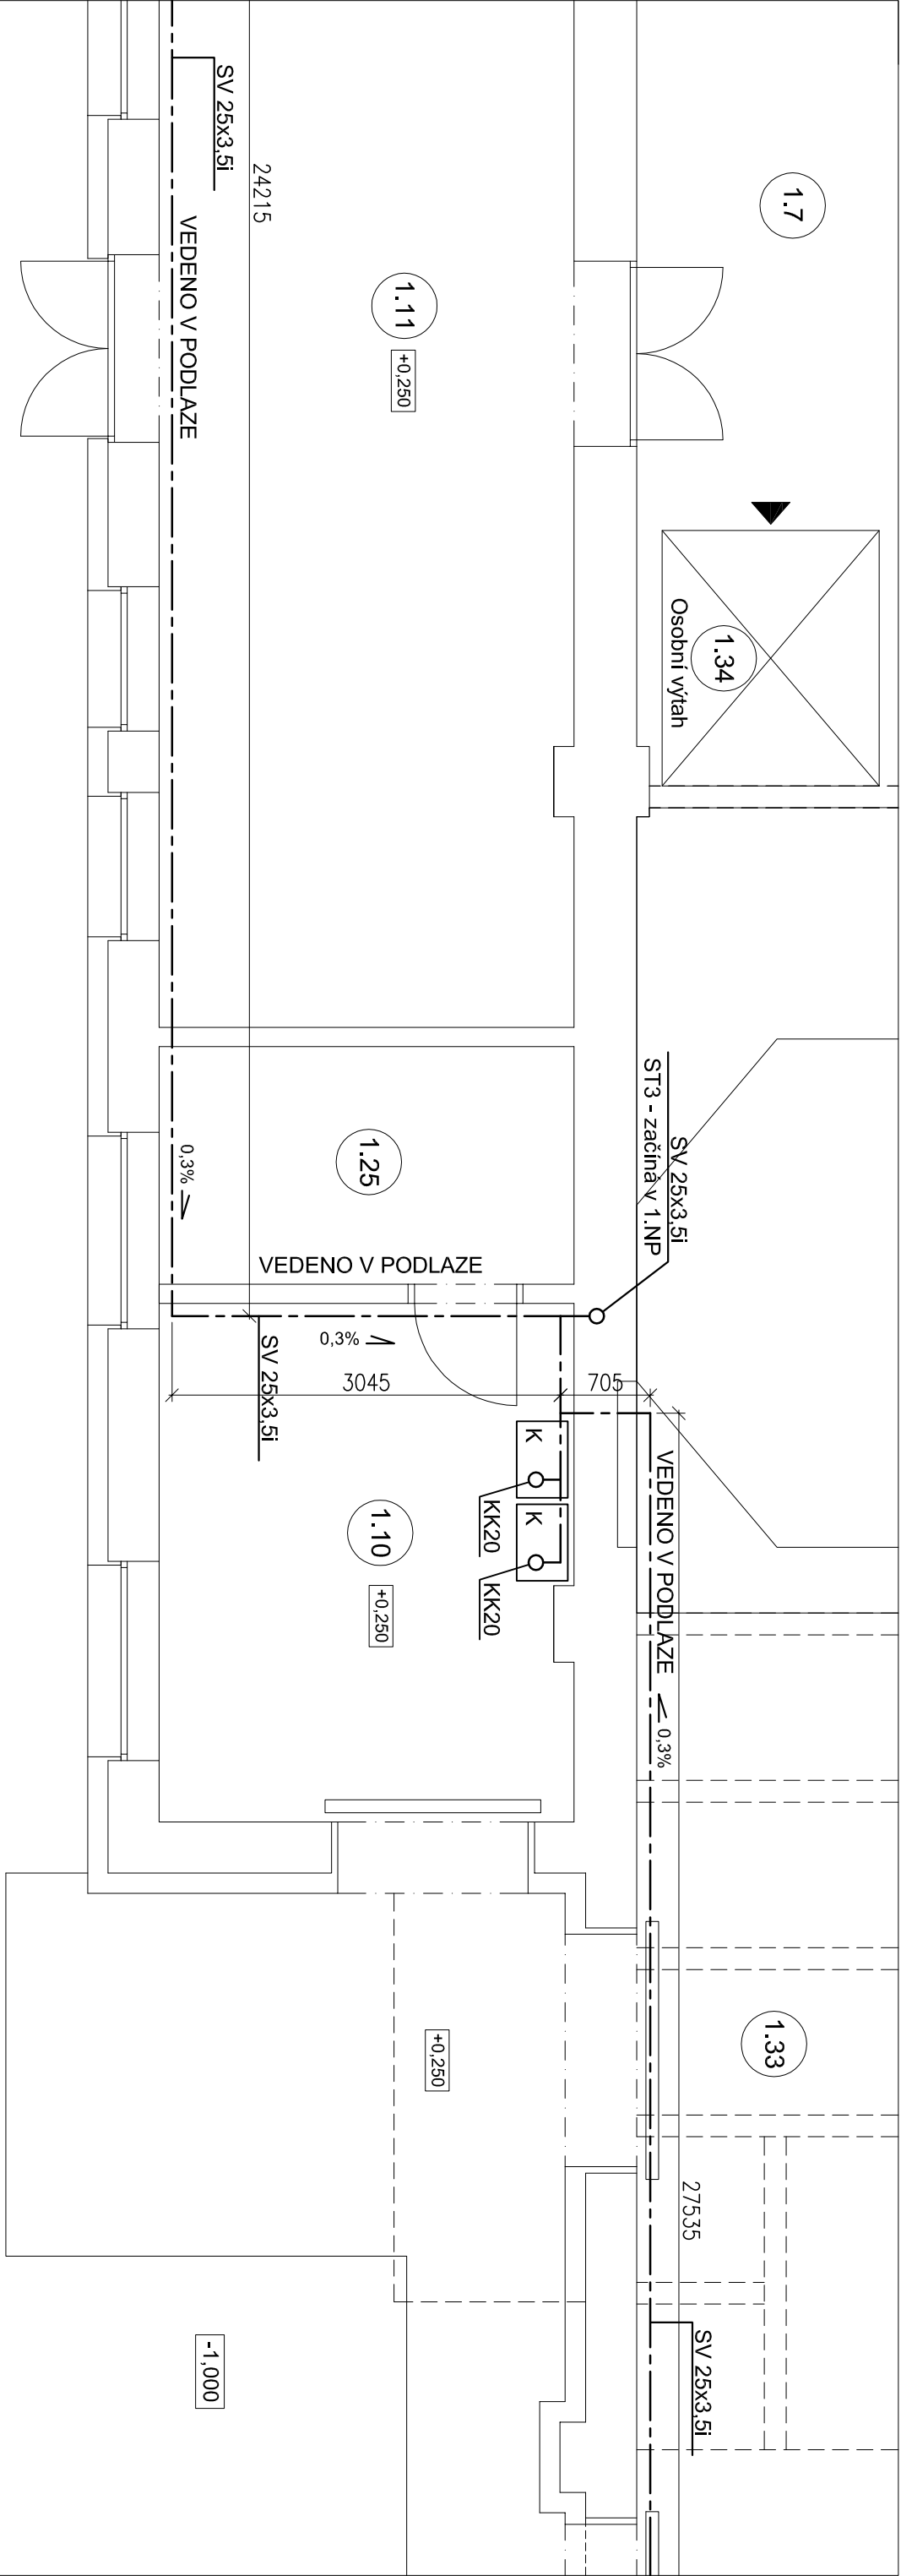 1.7
SV 25x3,5i
24215
VEDENO V PODLAZE
1.11
+0,250
1.34
Osobní výtah
SV 25x3,5i
ST3 - začíná v 1.NP
1.25
0,3%
VEDENO V PODLAZE
0,3%
SV 25x3,5i
3045
705
K
K
KK20
KK20
VEDENO V PODLAZE
0,3%
1.10
+0,250
1.33
+0,250
27535
SV 25x3,5i
-1,000